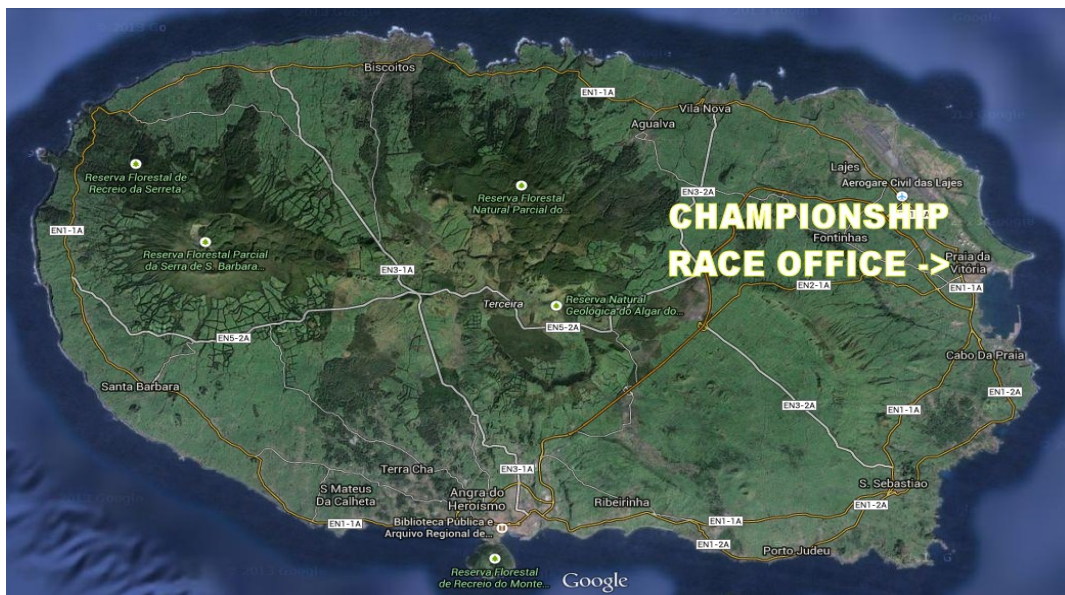 Biscoitos
EN1-1A
Vila Nova
Agualva
Lajes
Aerogare Civil das Lajes
Reserva Florestal de
Recreio da Serreta
Reserva Florestal
Natural Parcial do
EN3-2A
CHAMPIONSHIP
RACE OFFICE ->
Fontinhas
Praia da
Vitória
EN1-1A
Reserva Florestal Parcial
da Serra de S. Barbara...
EN3-1A
EN2-1A
EN1-1A
Terceira
Reserva Natural
Geológica do Algar do...
EN5-2A
EN5-2A
Cabo Da Praia
Santa Barbara
EN1-2A
EN3-2A
EN1-1A
Terra Cha
EN3-1A
S Mateus
Da Calheta
Angra do
Heroísmo
Ribeirinha
S. Sebastiao
EN1-2A
EN1-1A
Biblioteca Pública e
Arquivo Regional de...
EN1-1A
EN1-2A
Porto Judeu
Reserva Florestal
de Recreio do Monte...
Google